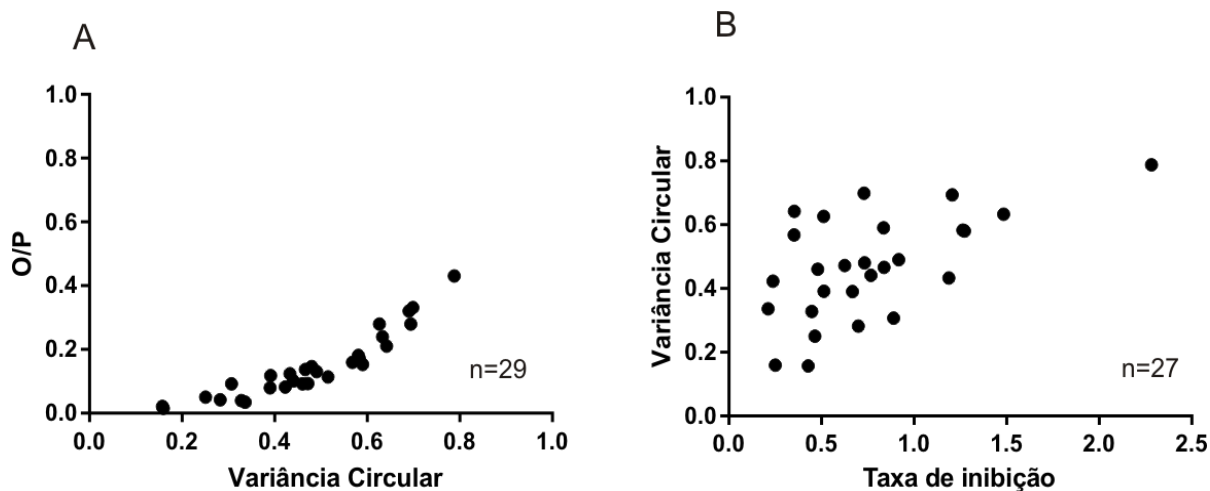 A
1.0
0.8
0.6
0.4
0.2
0.0
O/P
n=29
0.0 0.2 0.4 0.6 0.8 1.0
Variância Circular
B
1.0
0.8
0.6
0.4
0.2
0.0
Variância Circular
n=27
0.0 0.5 1.0 1.5 2.0 2.5
Taxa de inibição